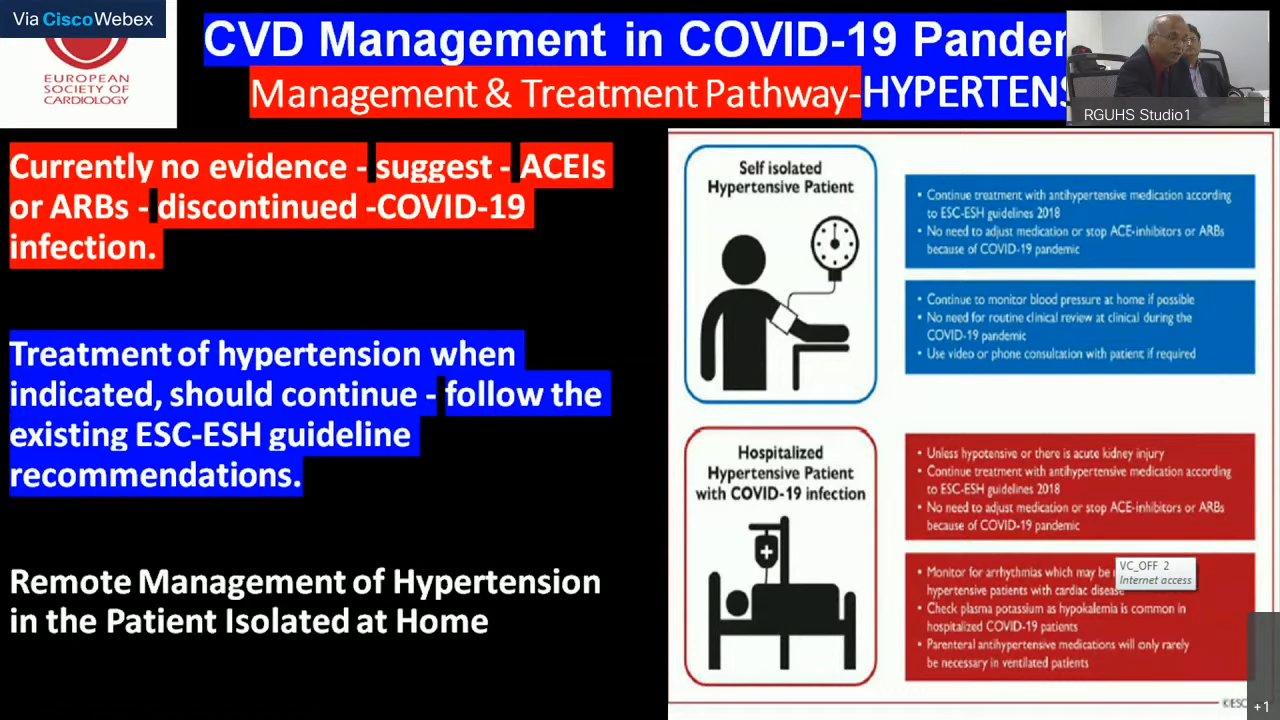 Via Cisco Webex
EUROPEAN
SOCIETY OF
CARDIOLOGY
CVD Management in COVID-19
Management & Treatment Pathway-
RGUHS Studio1
Currently no evidence - suggest - ACEIs
or ARBs - discontinued -COVID-19
infection.
Treatment of hypertension when
indicated, should continue - follow the
existing ESC-ESH guideline
recommendations.
Remote Management of Hypertension
in the Patient Isolated at Home
Self isolated
Hypertensive Patient
• Continue treatment with antihypertensive medication according
to ESC-ESH guidelines 2018
• No need to adjust medication or stop ACE-inhibitors or ARBs
because of COVID-19 pandemic
• Continue to monitor blood pressure at home if possible
• No need for routine clinical review at clinical during the
COVID-19 pandemic
• Use video or phone consultation with patient if required
Hospitalized
Hypertensive Patient
with COVID-19 infection
• Unless hypotensive or there is acute kidney injury
• Continue treatment with antihypertensive medication according
to ESC-ESH guidelines 2018
• No need to adjust medication or stop ACE-inhibitors or ARBs
because of COVID-19 pandemic
• Monitor for arrhythmias which may be
hypertensive patients with cardiac disease
• Check plasma potassium as hypokalemia is common in
hospitalized COVID-19 patients
• Parenteral antihypertensive medications will only rarely
be necessary in ventilated patients
VC_OFF 2
Internet access
©ESC
+1